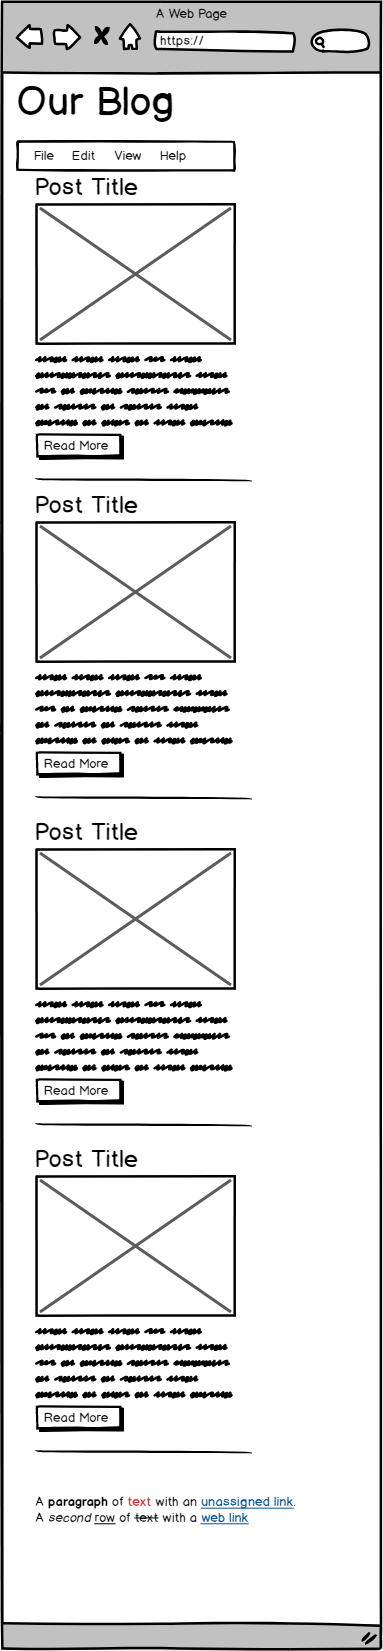 A Web Page
https://
Our Blog
File Edit View Help
Post Title
Read More
Post Title
Read More
Post Title
Read More
Post Title
Read More
A paragraph of text with an unassigned link.
A second row of text with a web link